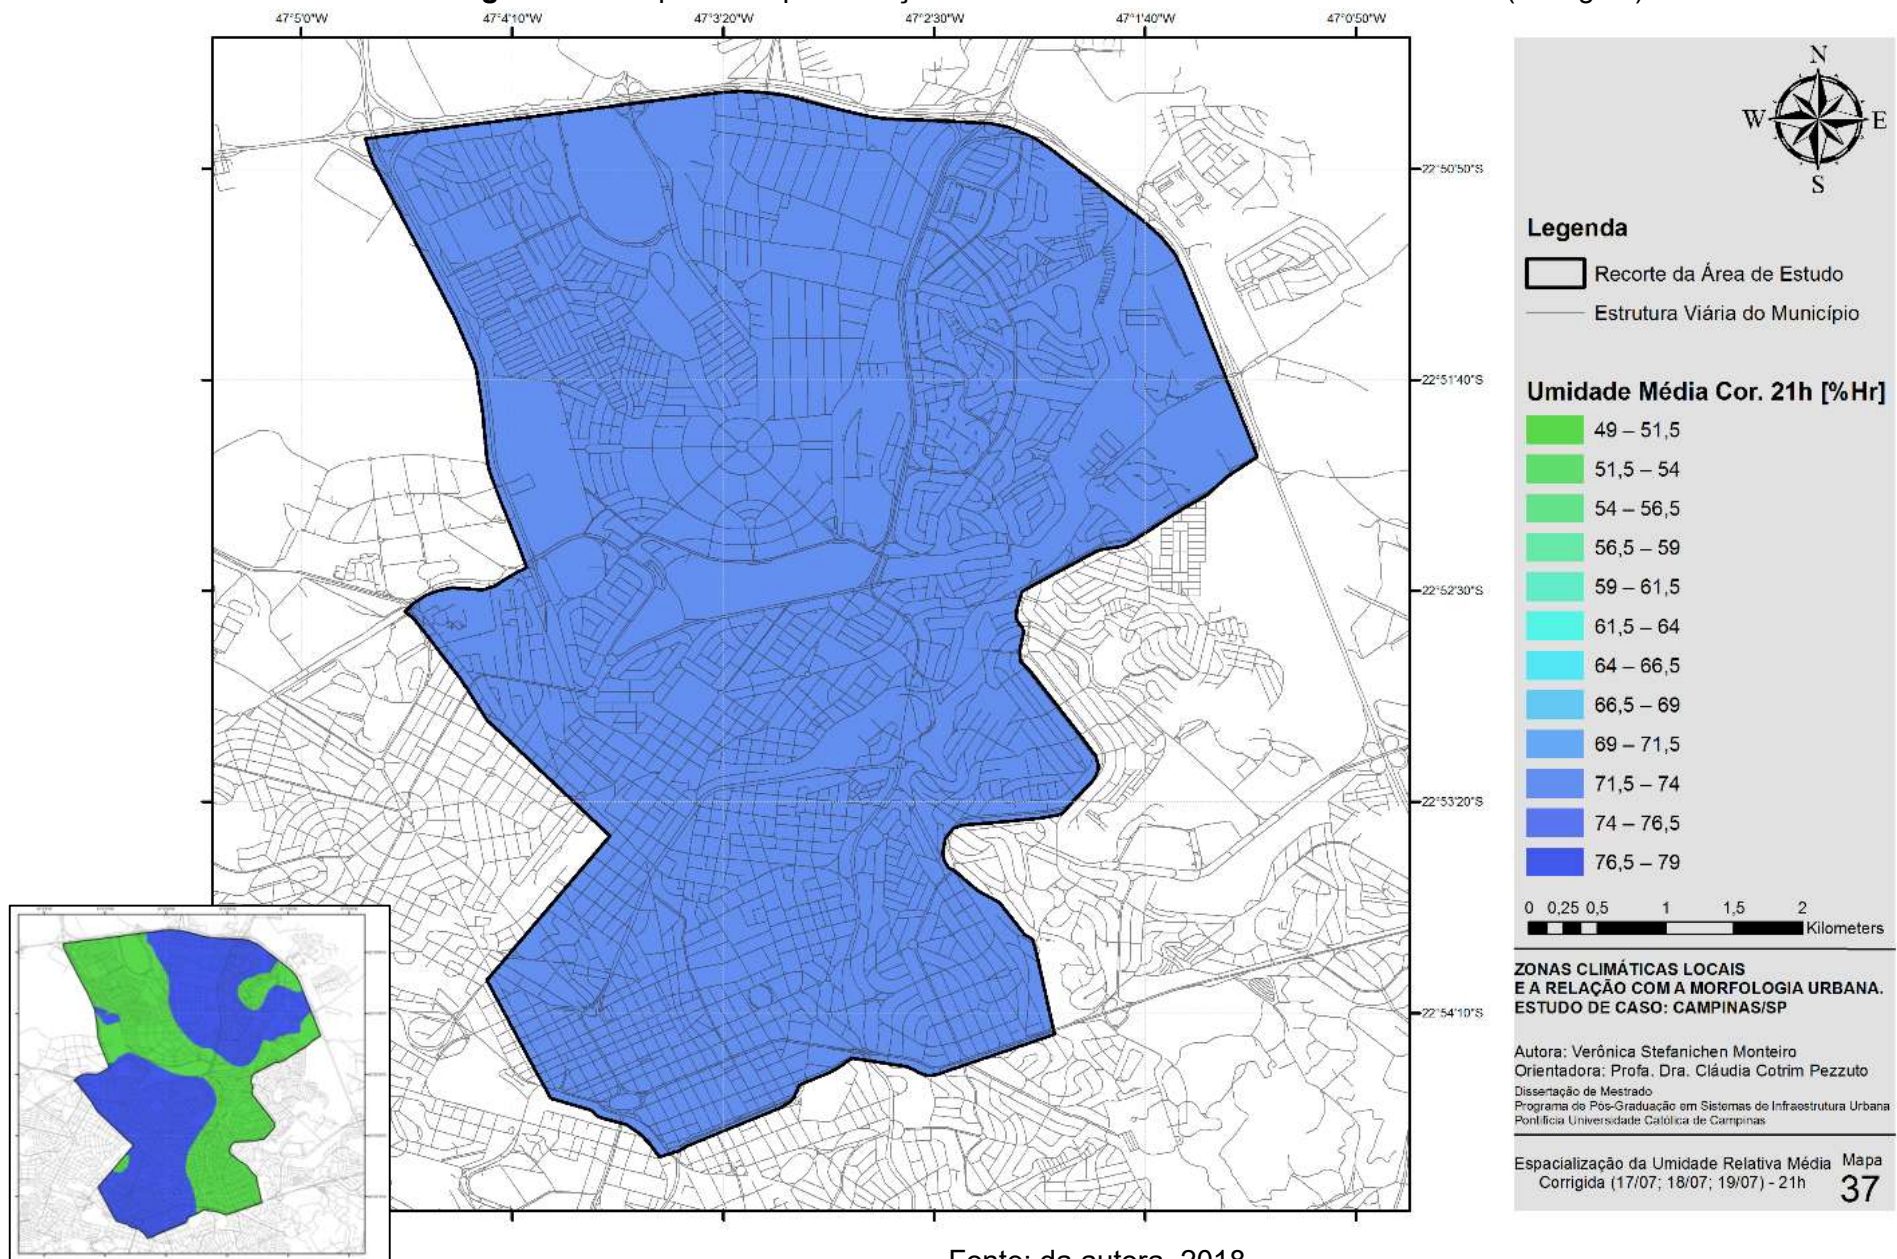 47°5'0"W 47°4'10"W 47°3'20"W 47°2'30"W 47°1'40"W 47°0'50"W
22°50'50"S
22°51'40"S
22°52'30"S
22°53'20"S
22°54'10"S
N
W E
S
Legenda
Recorte da Área de Estudo
Estrutura Viária do Município
Umidade Média Cor. 21h [%Hr]
49 – 51,5
51,5 – 54
54 – 56,5
56,5 – 59
59 – 61,5
61,5 – 64
64 – 66,5
66,5 – 69
69 – 71,5
71,5 – 74
74 – 76,5
76,5 – 79
0 0,25 0,5 1 1,5 2
Kilometers
ZONAS CLIMÁTICAS LOCAIS
E A RELAÇÃO COM A MORFOLOGIA URBANA.
ESTUDO DE CASO: CAMPINAS/SP
Autora: Verônica Stefanichen Monteiro
Orientadora: Profa. Dra. Cláudia Cotrim Pezzuto
Dissertação de Mestrado
Programa de Pós-Graduação em Sistemas de Infraestrutura Urbana
Pontifícia Universidade Católica de Campinas
Espacialização da Umidade Relativa Média
Corrigida (17/07; 18/07; 19/07) - 21h
Mapa
37
Fonte: da autora, 2018